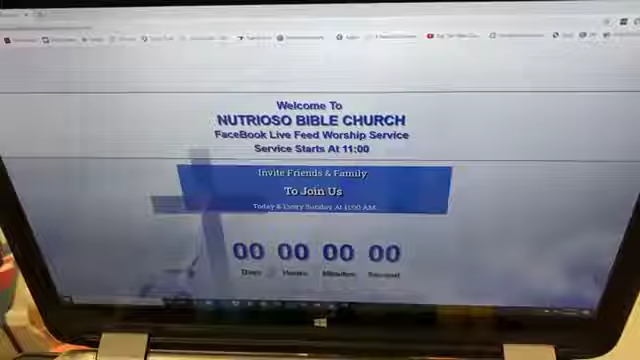 Welcome To
NUTRIOSO BIBLE CHURCH
FaceBook Live Feed Worship Service
Service Starts At 11:00
Invite Friends & Family
To Join Us
Today & Every Sunday At 11:00 AM
00 00 00 00
Days Hours Minutes Second